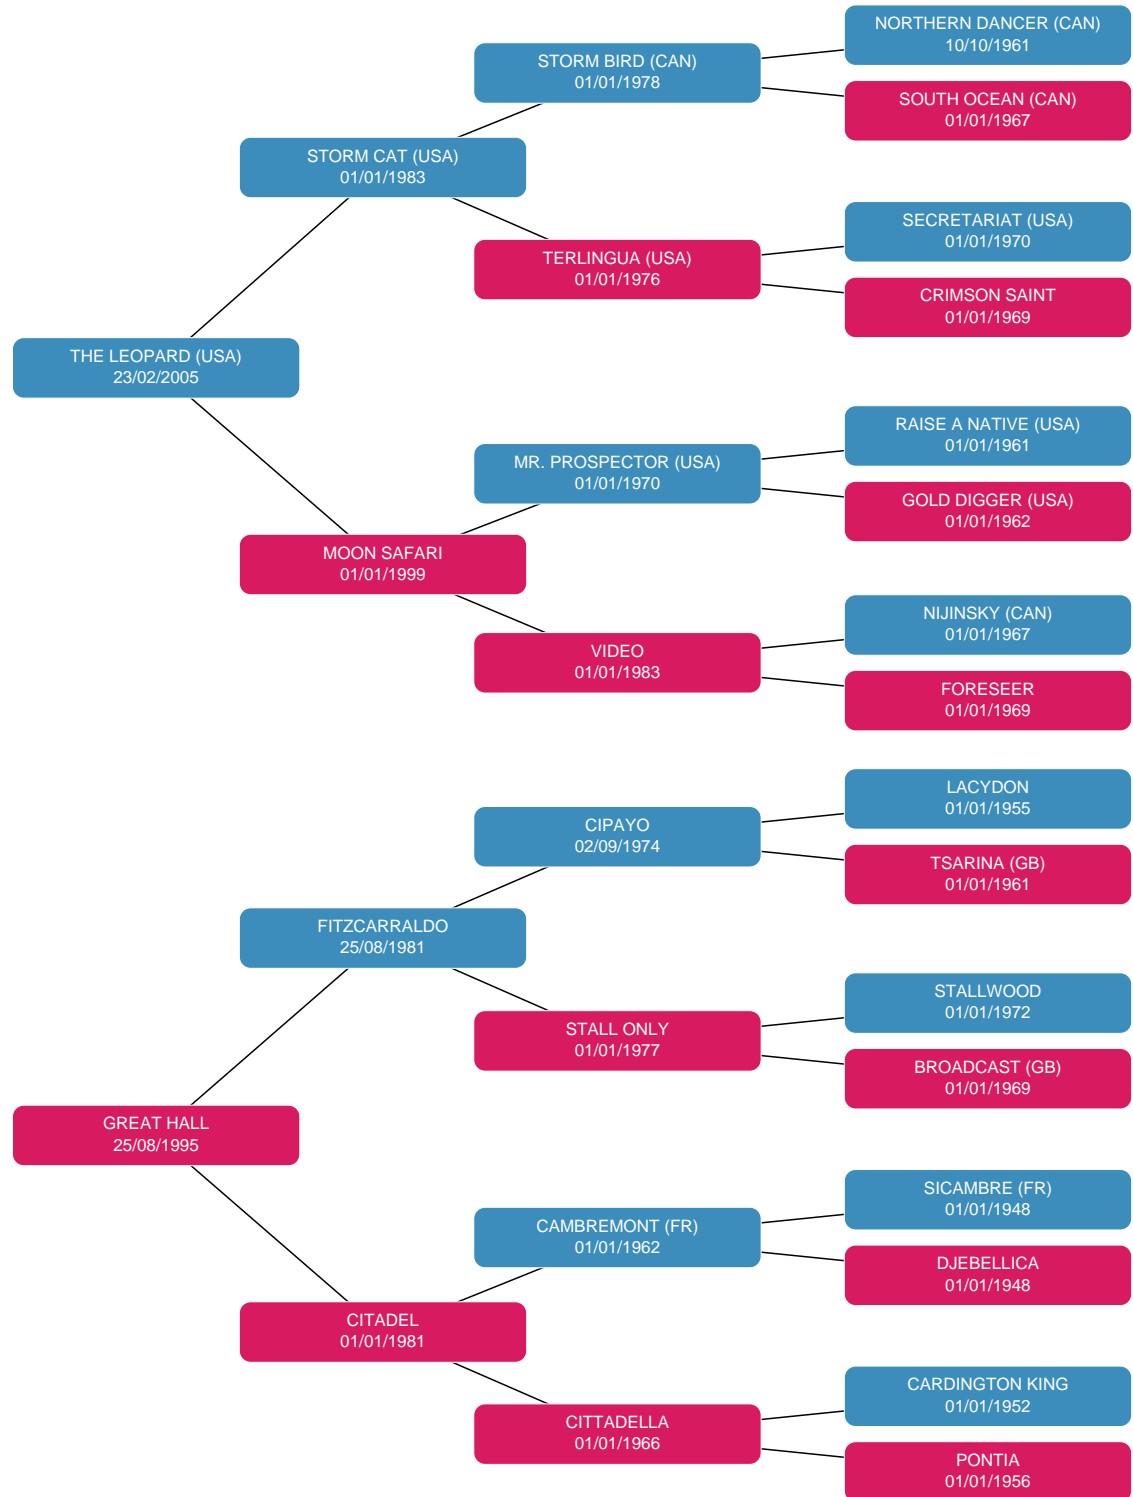 NORTHERN DANCER (CAN)
10/10/1961
STORM BIRD (CAN)
01/01/1978
SOUTH OCEAN (CAN)
01/01/1967
STORM CAT (USA)
01/01/1983
SECRETARIAT (USA)
01/01/1970
TERLINGUA (USA)
01/01/1976
CRIMSON SAINT
01/01/1969
THE LEOPARD (USA)
23/02/2005
RAISE A NATIVE (USA)
01/01/1961
MR. PROSPECTOR (USA)
01/01/1970
GOLD DIGGER (USA)
01/01/1962
MOON SAFARI
01/01/1999
NIJINSKY (CAN)
01/01/1967
VIDEO
01/01/1983
FORESEER
01/01/1969
LACYDON
01/01/1955
CIPAYO
02/09/1974
TSARINA (GB)
01/01/1961
FITZCARRALDO
25/08/1981
STALLWOOD
01/01/1972
STALL ONLY
01/01/1977
BROADCAST (GB)
01/01/1969
GREAT HALL
25/08/1995
SICAMBRE (FR)
01/01/1948
CAMBREMONT (FR)
01/01/1962
DJEBELLICA
01/01/1948
CITADEL
01/01/1981
CARDINGTON KING
01/01/1952
CITTADELLA
01/01/1966
PONTIA
01/01/1956